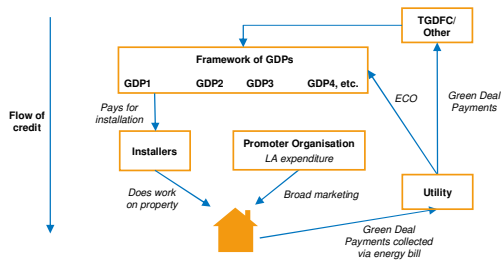 TGDFC/
Other
Framework of GDPs
GDP1 GDP2 GDP3 GDP4, etc.
Flow of
credit
Pays for
installation
ECO
Green Deal
Payments
Installers
Promoter Organisation
LA expenditure
Does work
on property
Broad marketing
Utility
Green Deal
Payments collected
via energy bill